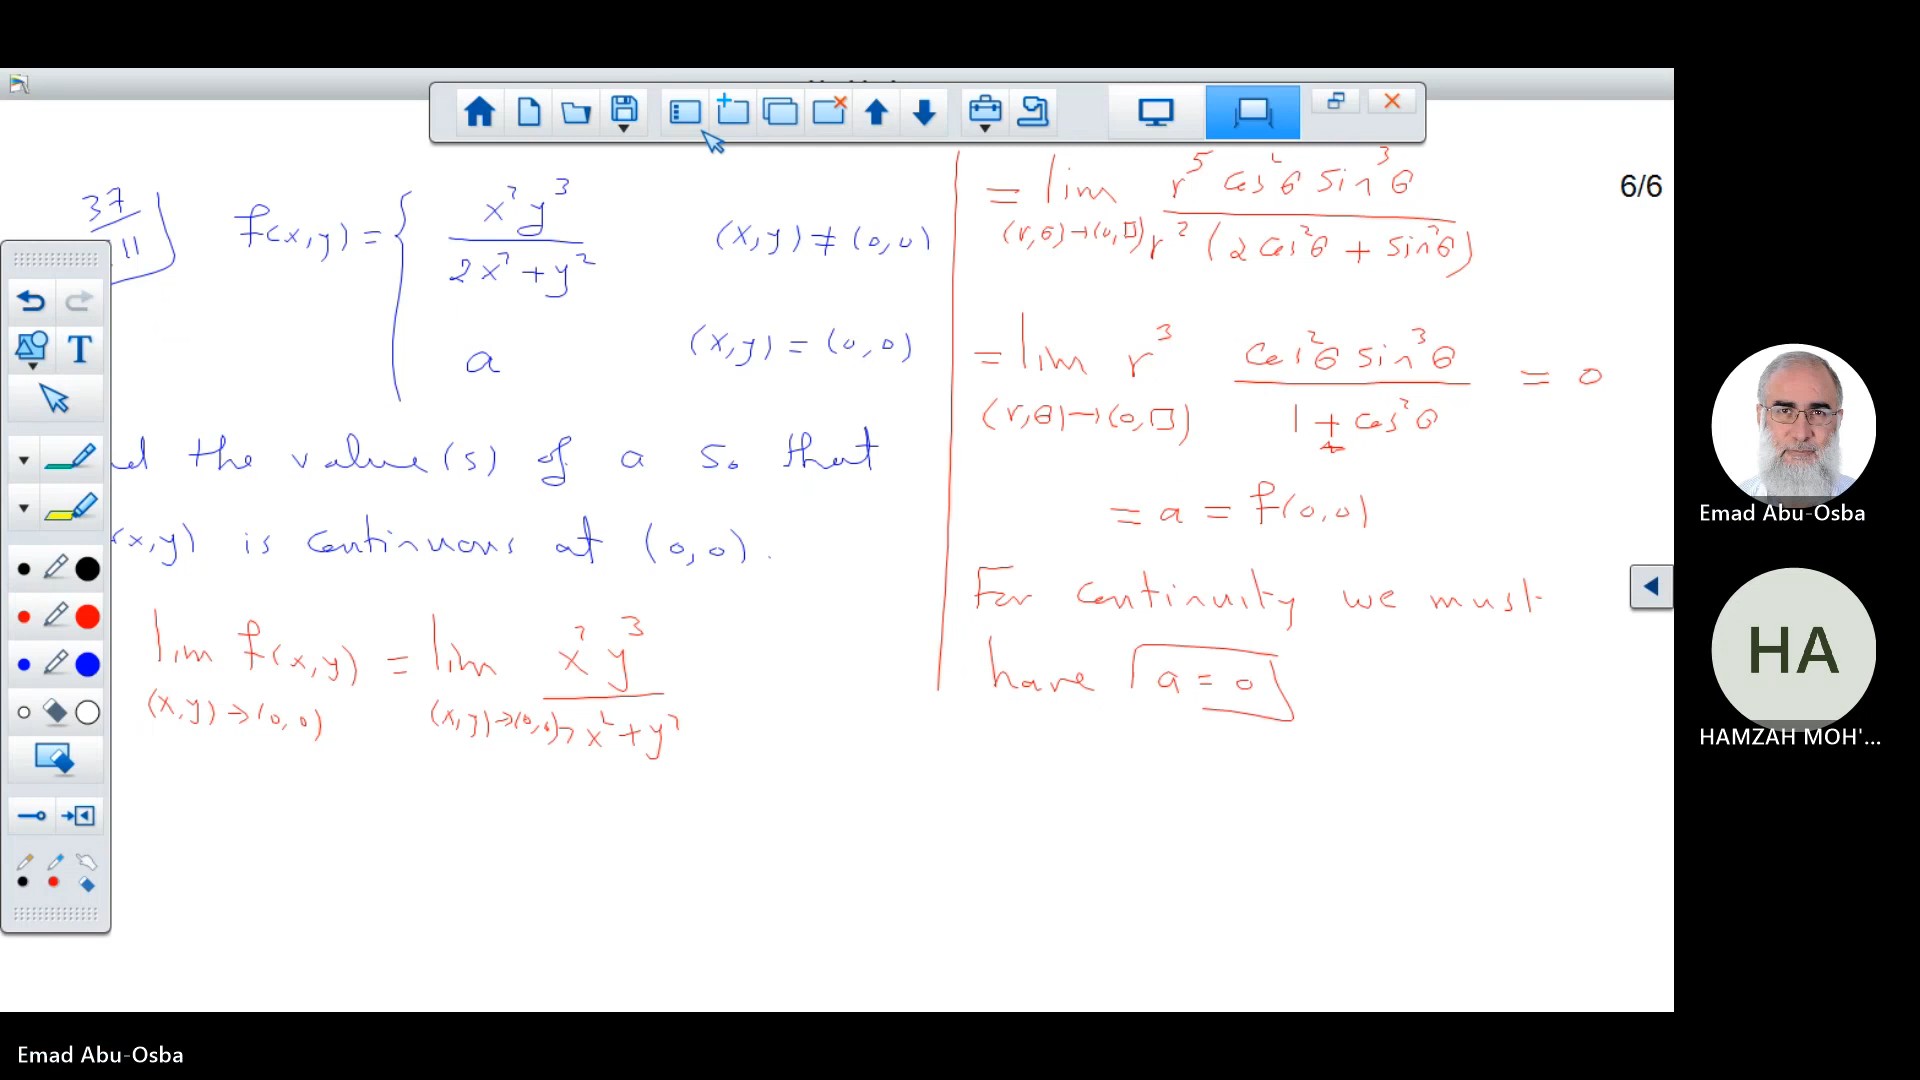 6/6
37/11 f(x,y) = { x²y³ / 2x²+y² (x,y) ≠ (0,0)
a (x,y) = (0,0)
the value(s) of a so that
(x,y) is continuous at (0,0).
lim f(x,y) = lim x²y³ / 2x²+y²
(x,y)→(0,0) (x,y)→(0,0)
= lim r⁵ cos²θ sin³θ / r² (2cos²θ + sin²θ)
(r,θ)→(0,□)
= lim r³ cos²θ sin³θ / 1 + cos²θ = 0
(r,θ)→(0,□)
= a = f(0,0)
For continuity we must
have a = 0
T
Emad Abu-Osba
HA
HAMZAH MOH'...
Emad Abu-Osba